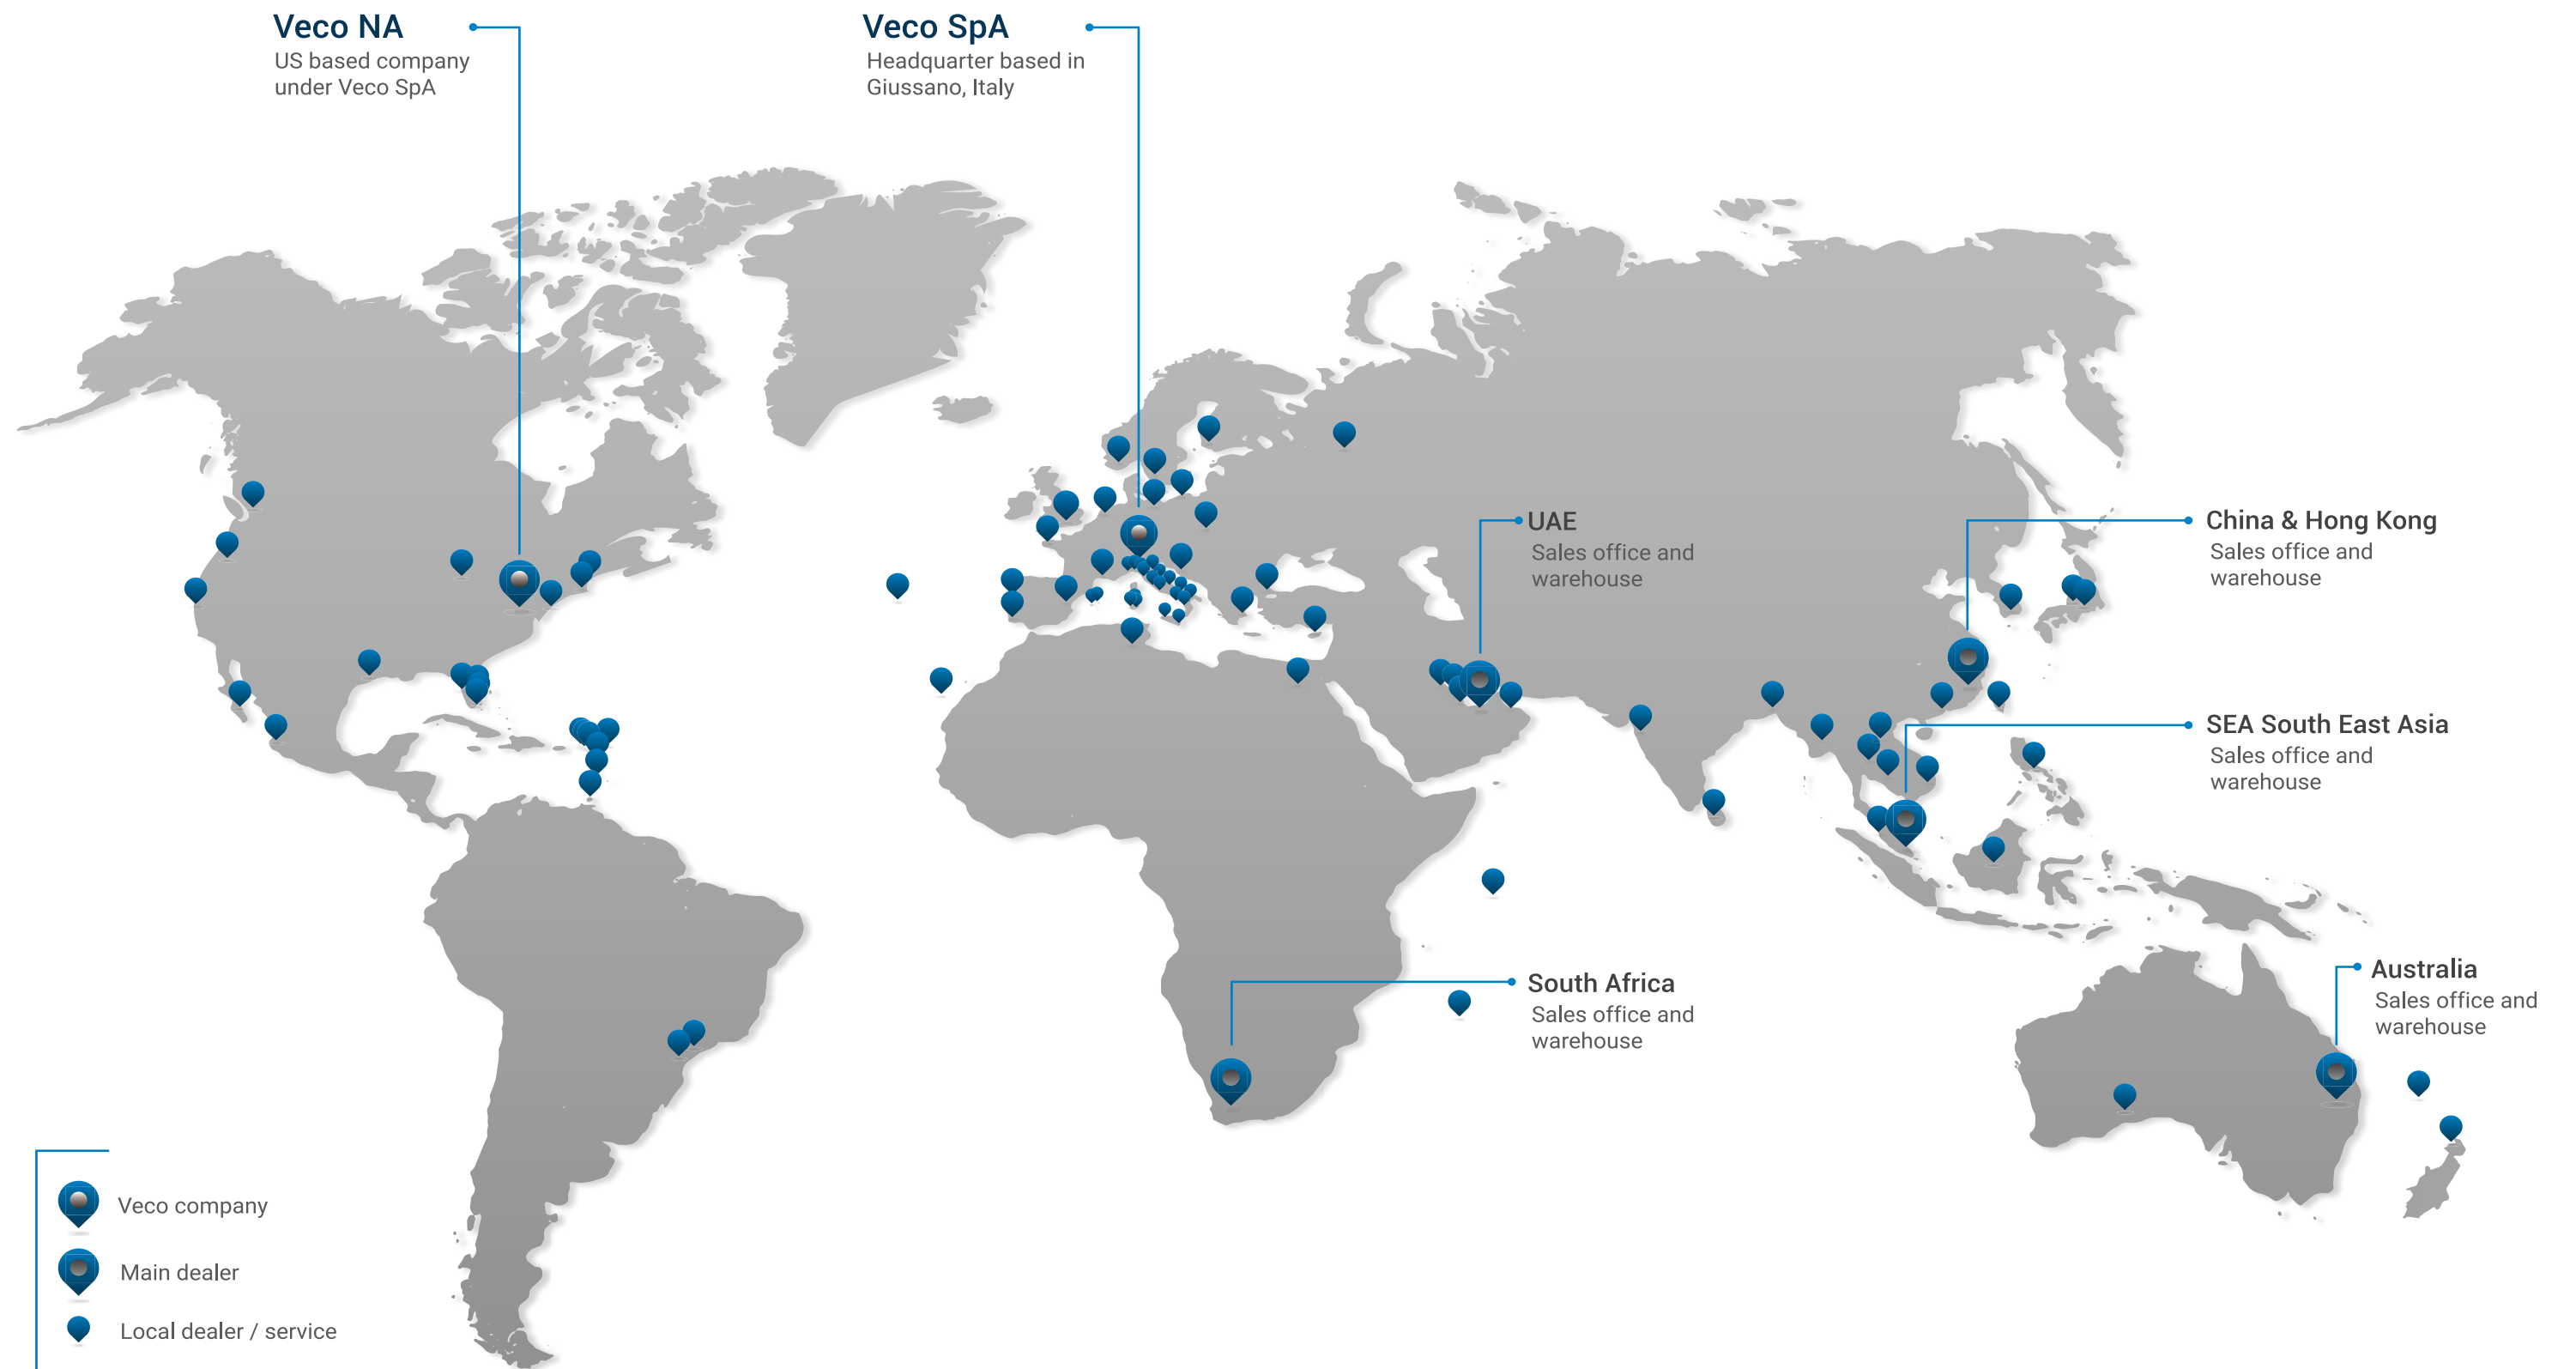 Veco NA
US based company
under Veco SpA
Veco SpA
Headquarter based in
Giussano, Italy
UAE
Sales office and
warehouse
China & Hong Kong
Sales office and
warehouse
SEA South East Asia
Sales office and
warehouse
South Africa
Sales office and
warehouse
Australia
Sales office and
warehouse
Veco company
Main dealer
Local dealer / service